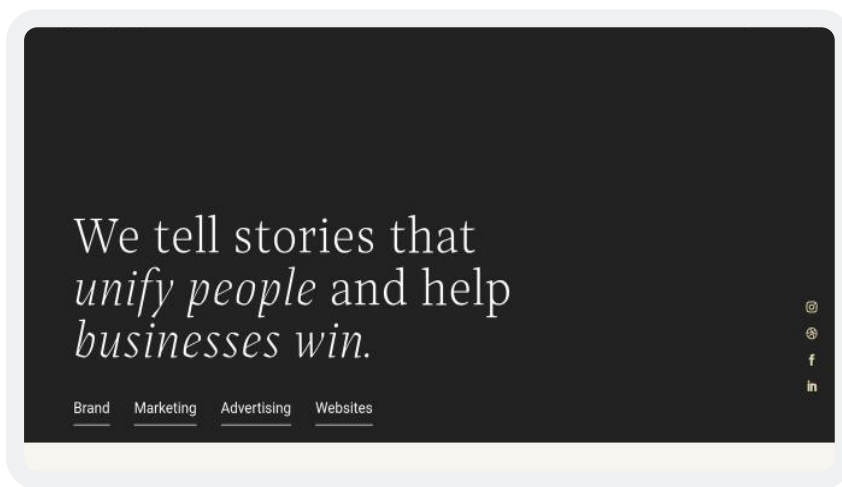 We tell stories that
unify people and help
businesses win.
Brand Marketing Advertising Websites